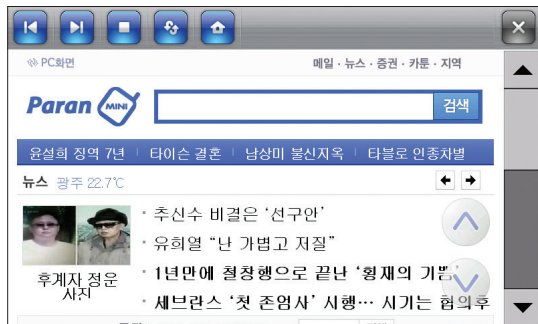 PC화면
메일 · 뉴스 · 증권 · 카툰 · 지역
Paran MINI
검색
윤설희 징역 7년 | 타이슨 결혼 | 남상미 불신지옥 | 타블로 인종차별
뉴스 광주 22.7℃
· 추신수 비결은 ‘선구안’
· 유희열 “난 가볍고 저질”
· 1년만에 철창행으로 끝난 ‘횡재의 기쁨’
· 세브란스 ‘첫 존엄사’ 시행··· 시기는 협의후
후계자 정운
사진